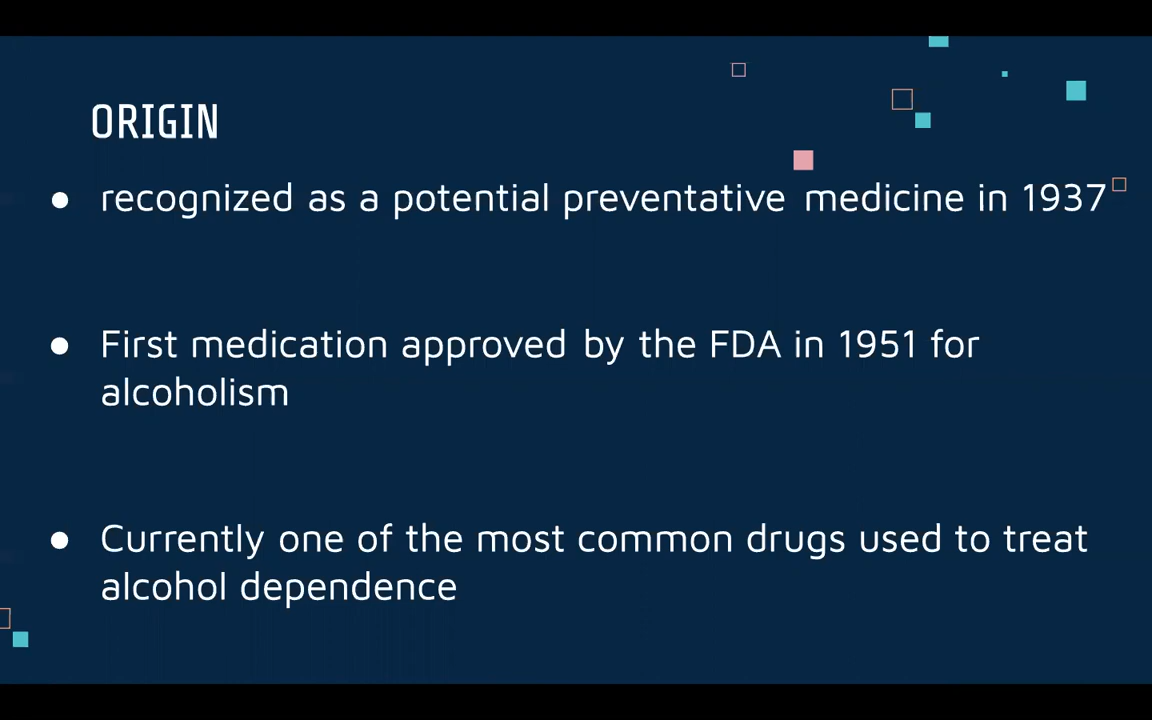 ORIGIN
● recognized as a potential preventative medicine in 1937
● First medication approved by the FDA in 1951 for
alcoholism
● Currently one of the most common drugs used to treat
alcohol dependence